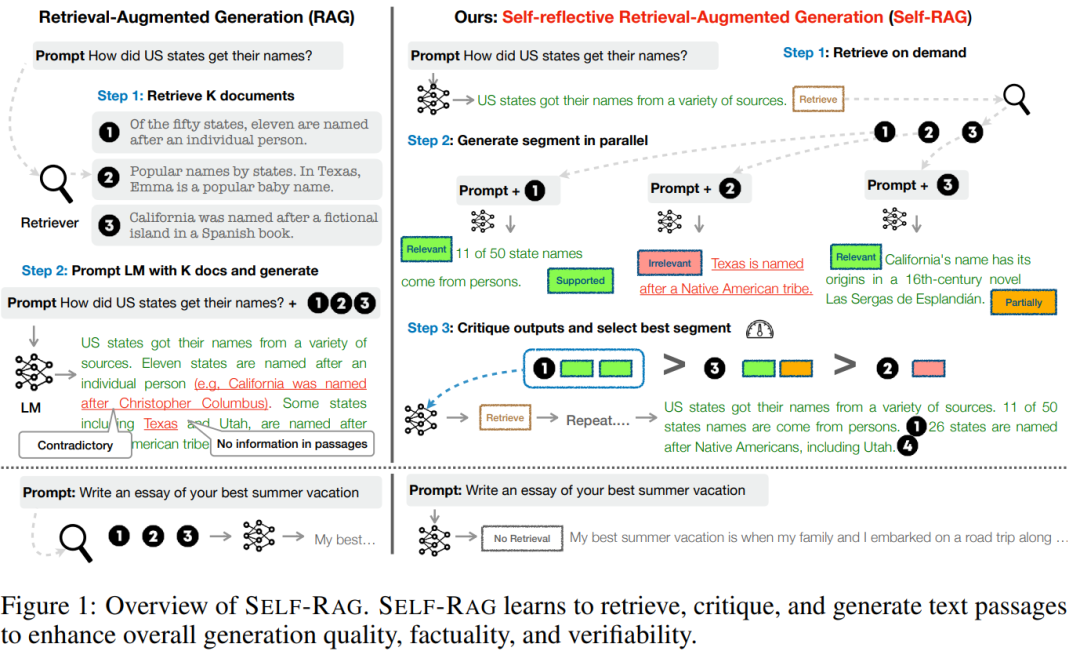 Retrieval-Augmented Generation (RAG)
Prompt How did US states get their names?
Step 1: Retrieve K documents
1 Of the fifty states, eleven are named
after an individual person.
2 Popular names by states. In Texas,
Emma is a popular baby name.
3 California was named after a fictional
island in a Spanish book.
Retriever
Step 2: Prompt LM with K docs and generate
Prompt How did US states get their names? + 1 2 3
LM
US states got their names from a variety of
sources. Eleven states are named after an
individual person (e.g, California was named
after Christopher Columbus). Some states
including Texas and Utah, are named after
Contradictory
American tribe
No information in passages
Prompt: Write an essay of your best summer vacation
1 2 3
My best...
Ours: Self-reflective Retrieval-Augmented Generation (Self-RAG)
Prompt How did US states get their names?
Step 1: Retrieve on demand
US states got their names from a variety of sources. Retrieve
Step 2: Generate segment in parallel
1 2 3
Prompt + 1
Prompt + 2
Prompt + 3
Relevant 11 of 50 state names
come from persons. Supported
Irrelevant Texas is named
after a Native American tribe.
Relevant California's name has its
origins in a 16th-century novel
Las Sergas de Esplandián. Partially
Step 3: Critique outputs and select best segment
1 > 3 > 2
Retrieve
Repeat....
US states got their names from a variety of sources. 11 of 50
states names are come from persons. 1 26 states are named
after Native Americans, including Utah. 4
Prompt: Write an essay of your best summer vacation
No Retrieval My best summer vacation is when my family and I embarked on a road trip along ...
Figure 1: Overview of SELF-RAG. SELF-RAG learns to retrieve, critique, and generate text passages
to enhance overall generation quality, factuality, and verifiability.